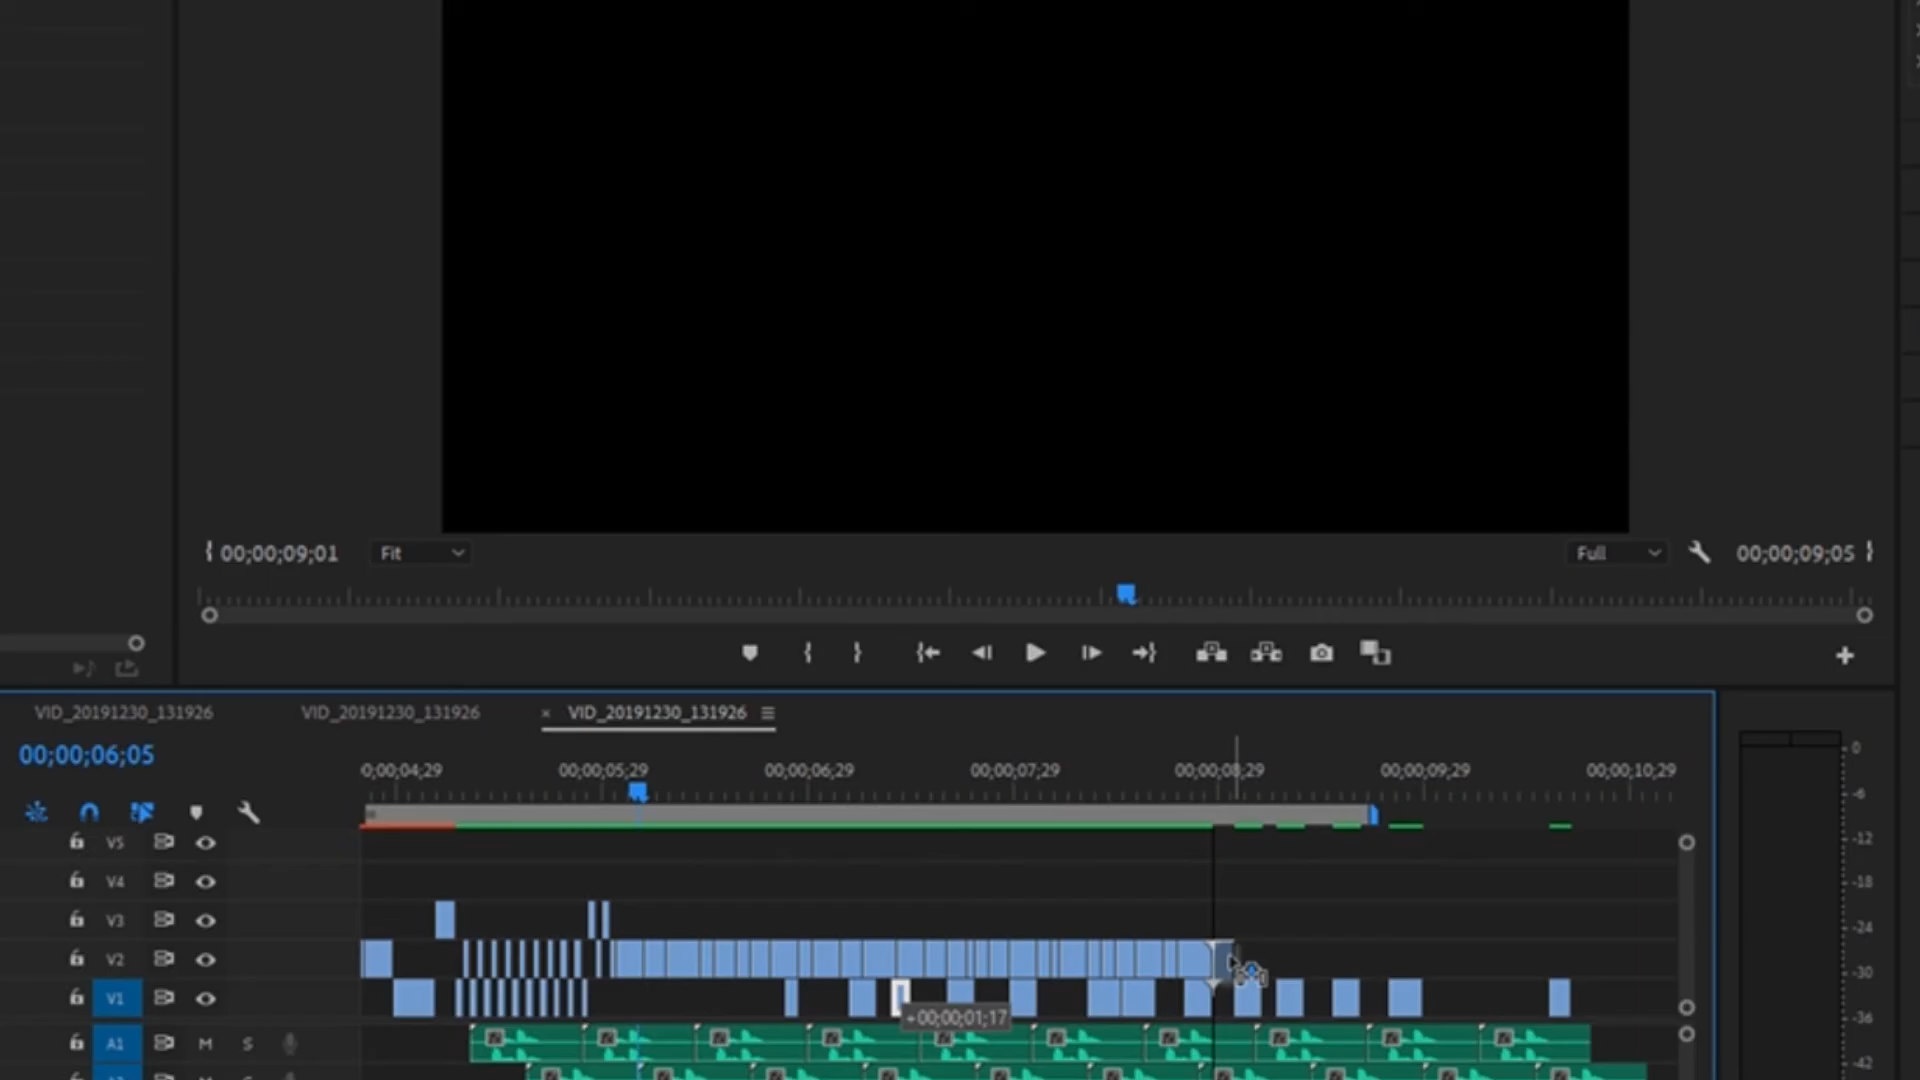 00;00;09;01 Fit Full 00;00;09;05
VID_20191230_131926 VID_20191230_131926 × VID_20191230_131926
00;00;06;05
0;00;04;29 00;00;05;29 00;00;06;29 00;00;07;29 00;00;08;29 00;00;09;29 00;00;10;29
0
-6
-12
-18
-24
-30
-36
-42
V5
V4
V3
V2
V1
+00;00;01;17
A1 M S